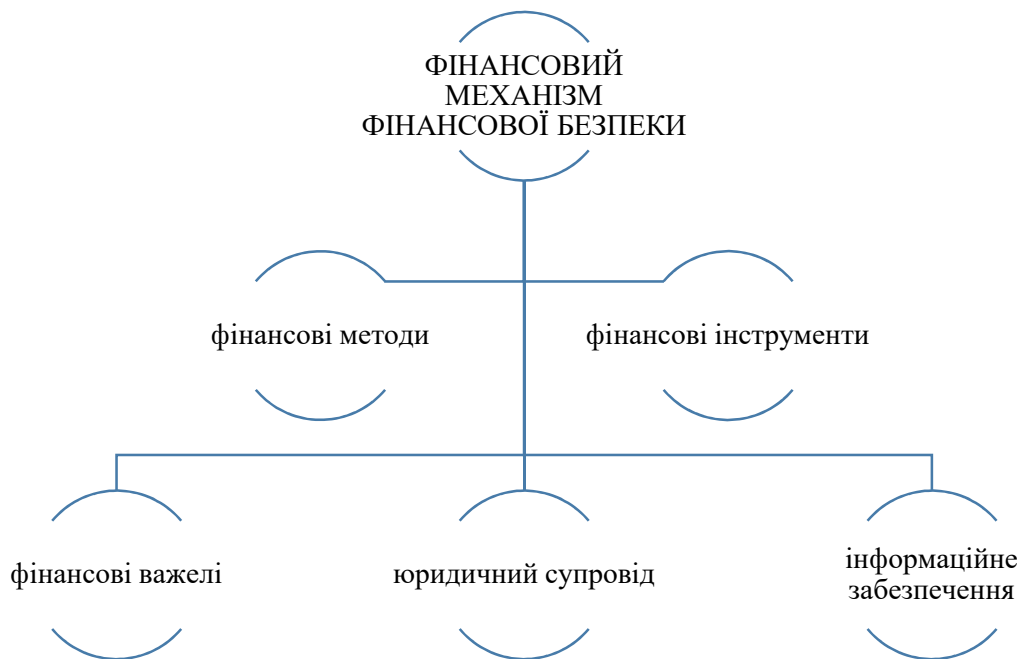 ФІНАНСОВИЙ
МЕХАНІЗМ
ФІНАНСОВОЇ БЕЗПЕКИ
фінансові методи
фінансові інструменти
фінансові важелі
юридичний супровід
інформаційне
забезпечення